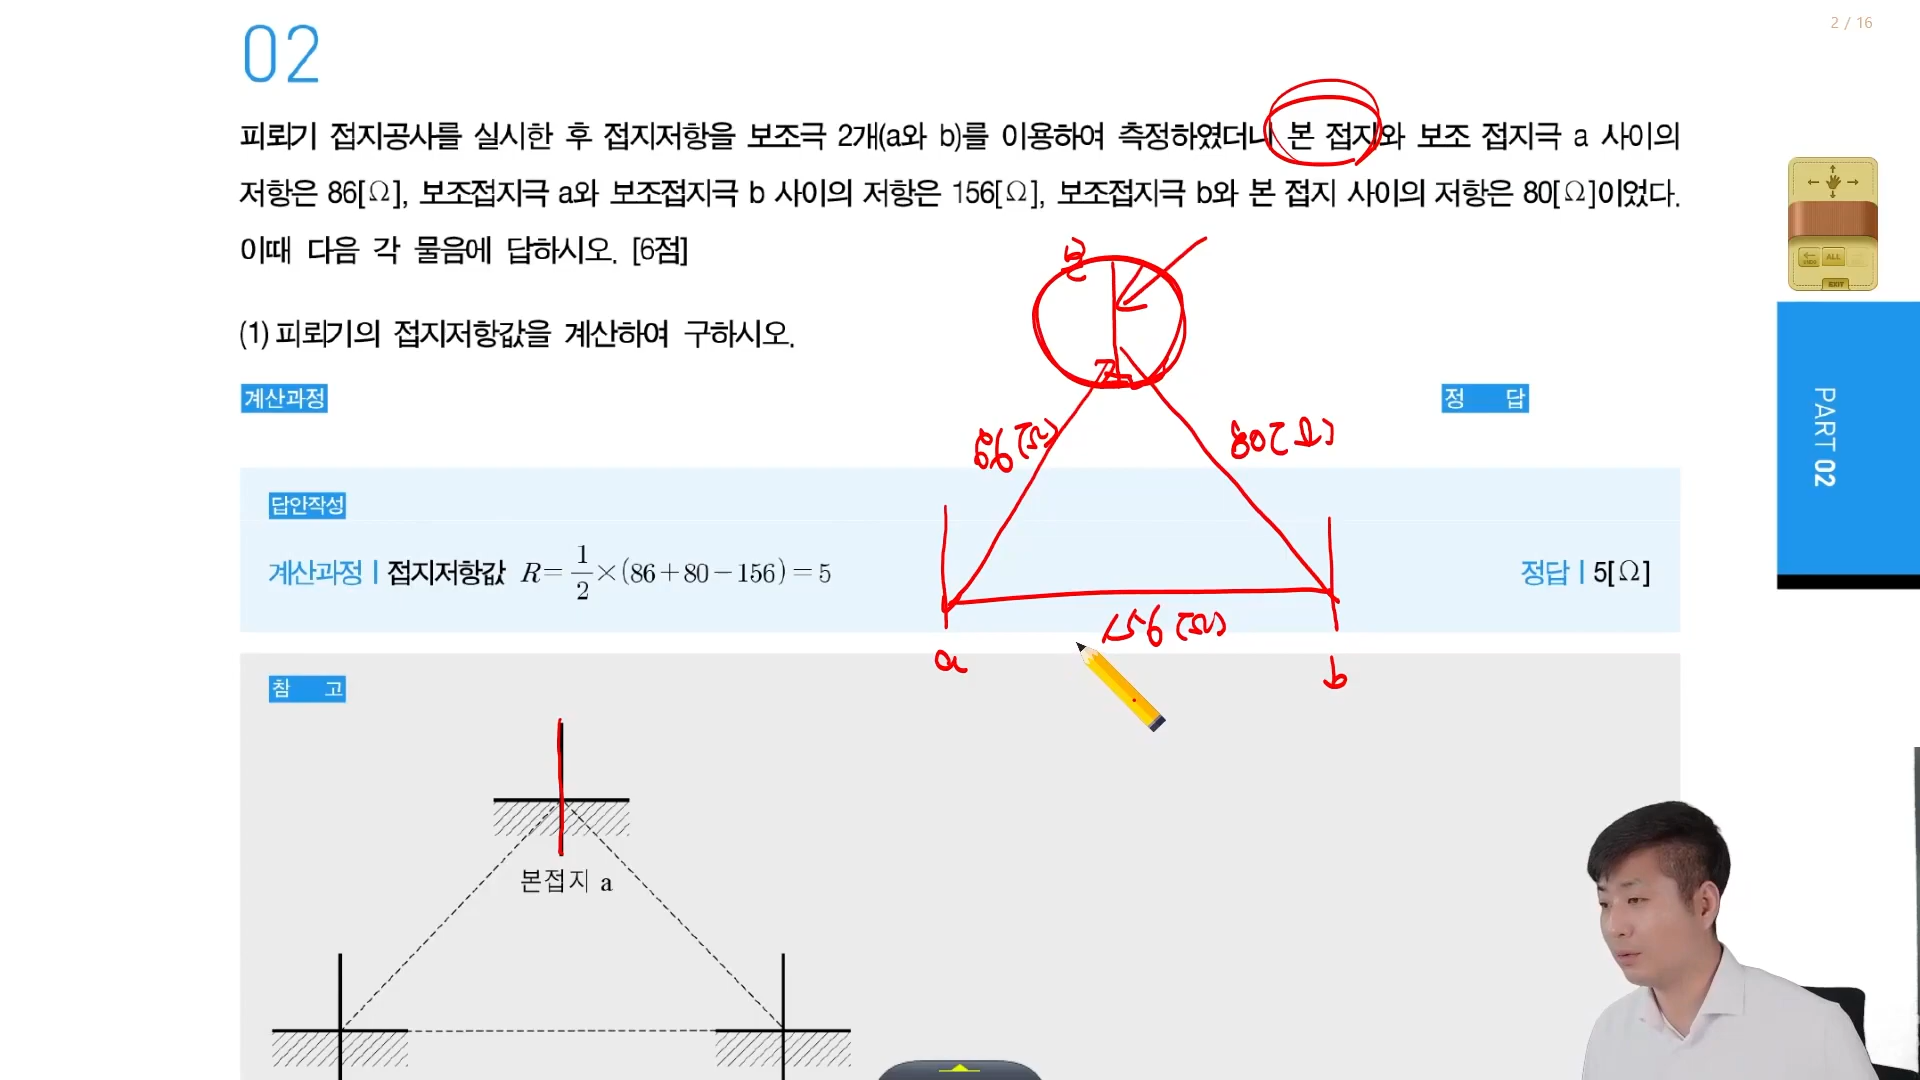 2 / 16
02
피뢰기 접지공사를 실시한 후 접지저항을 보조극 2개(a와 b)를 이용하여 측정하였더니 본 접지와 보조 접지극 a 사이의
저항은 86[Ω], 보조접지극 a와 보조접지극 b 사이의 저항은 156[Ω], 보조접지극 b와 본 접지 사이의 저항은 80[Ω]이었다.
이때 다음 각 물음에 답하시오. [6점]
본
(1) 피뢰기의 접지저항값을 계산하여 구하시오.
계산과정
정 답
86[Ω]
80[Ω]
답안작성
계산과정 | 접지저항값 R=1/2×(86+80-156)=5
정답 | 5[Ω]
156[Ω]
a
b
참 고
본접지 a
ALL
EXIT
PART 02